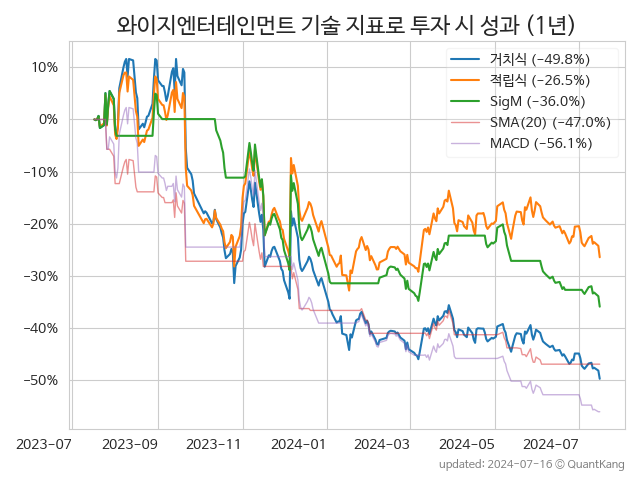 와이지엔터테인먼트 기술 지표로 투자 시 성과 (1년)
거치식 (−49.8%)
적립식 (−26.5%)
SigM (−36.0%)
SMA(20) (−47.0%)
MACD (−56.1%)
10%
0%
−10%
−20%
−30%
−40%
−50%
2023-07 2023-09 2023-11 2024-01 2024-03 2024-05 2024-07
updated: 2024-07-16 © QuantKang